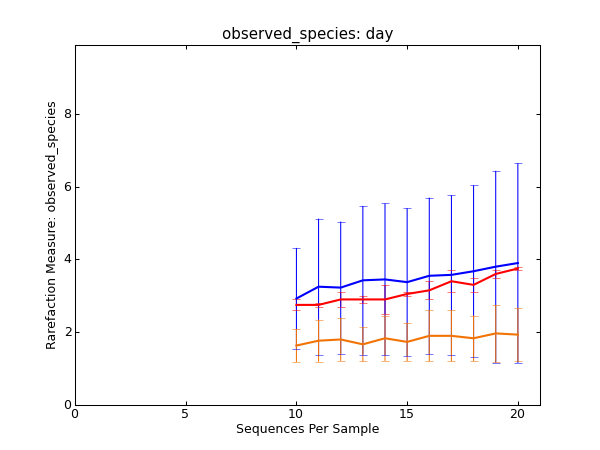 observed_species: day
Rarefaction Measure: observed_species
8
6
4
2
0
0 5 10 15 20
Sequences Per Sample